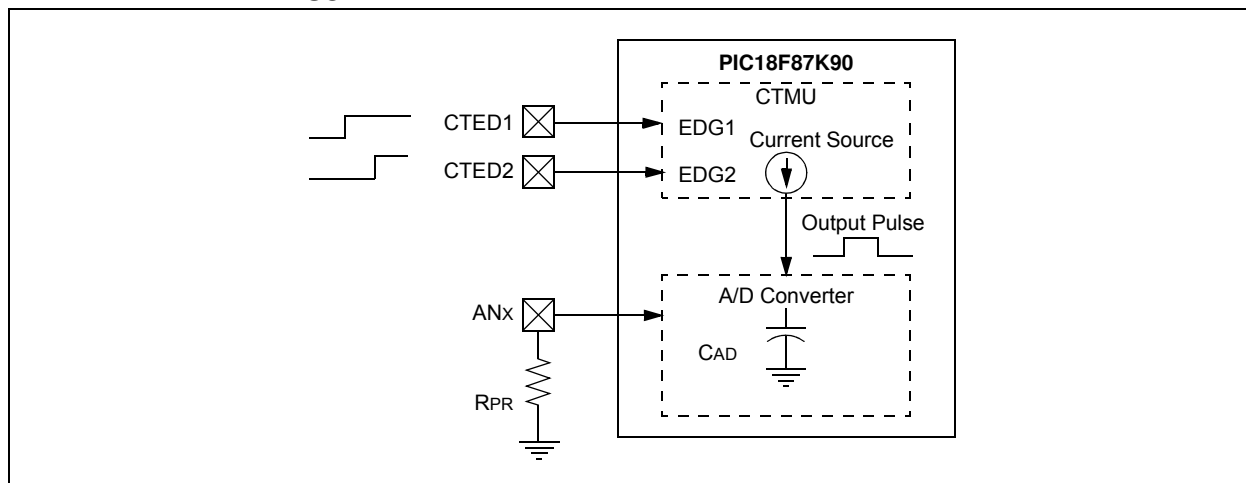 PIC18F87K90
CTMU
CTED1
EDG1
Current Source
CTED2
EDG2
Output Pulse
A/D Converter
ANX
CAD
RPR